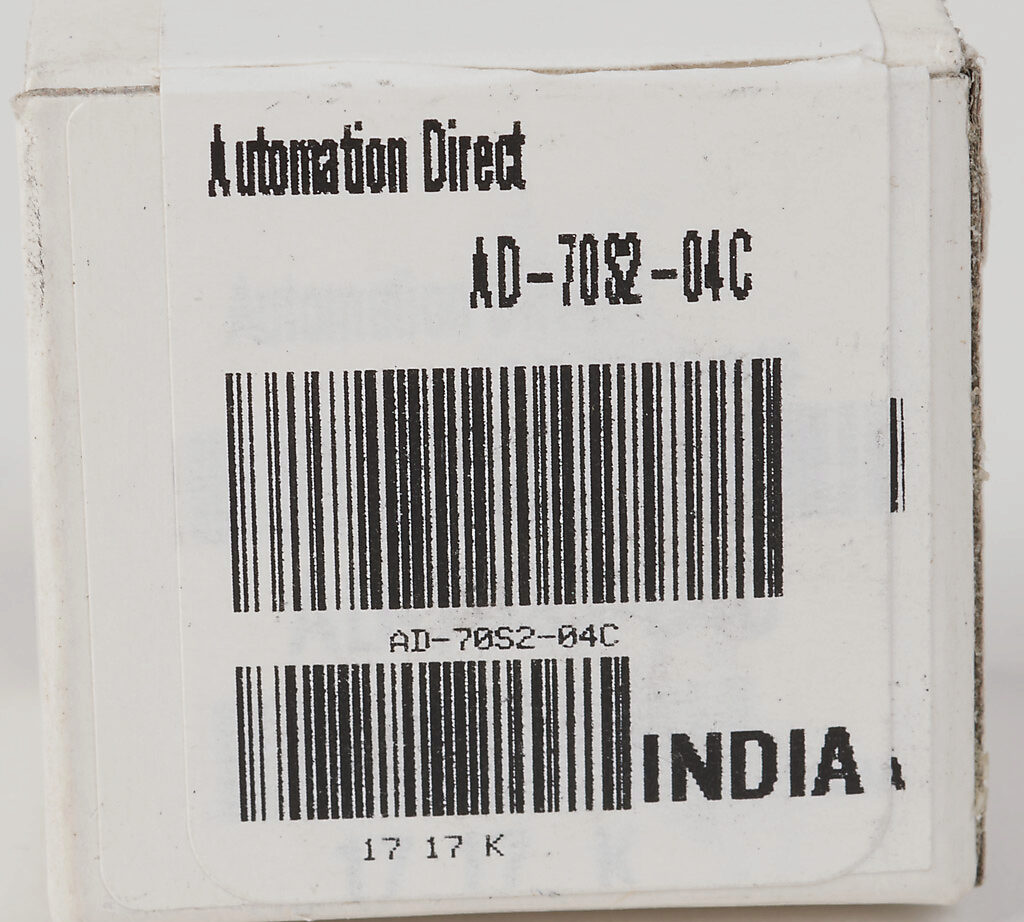 Automation Direct
AD-70S2-04C
AD-70S2-04C
INDIA
17 17 K